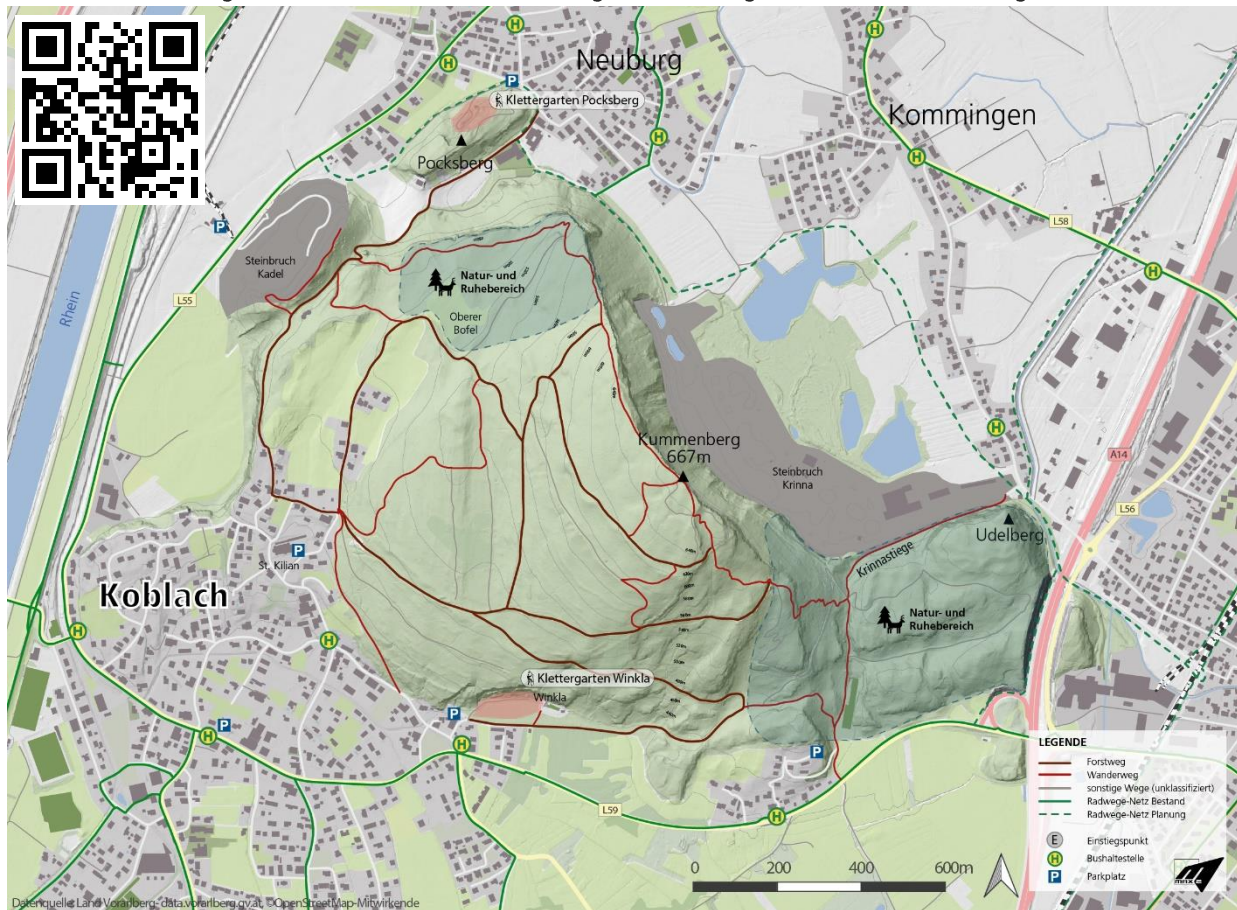 Neuburg
Klettergarten Pocksberg
Kommingen
Pocksberg
L58
Steinbruch
Kadel
Natur- und
Ruhebereich
Oberer
Bofel
L55
Rhein
Kummenberg
667m
Steinbruch
Krinna
A14
L56
Udelberg
Krinnastiege
St. Kilian
Koblach
Natur- und
Ruhebereich
Klettergarten Winkla
Winkla
L59
LEGENDE
Forstweg
Wanderweg
sonstige Wege (unklassifiziert)
Radwege-Netz Bestand
Radwege-Netz Planung
E Einstiegspunkt
H Bushaltestelle
P Parkplatz
0 200 400 600m
Datenquelle: Land Vorarlberg- data.vorarlberg.gv.at, ©OpenStreetMap-Mitwirkende